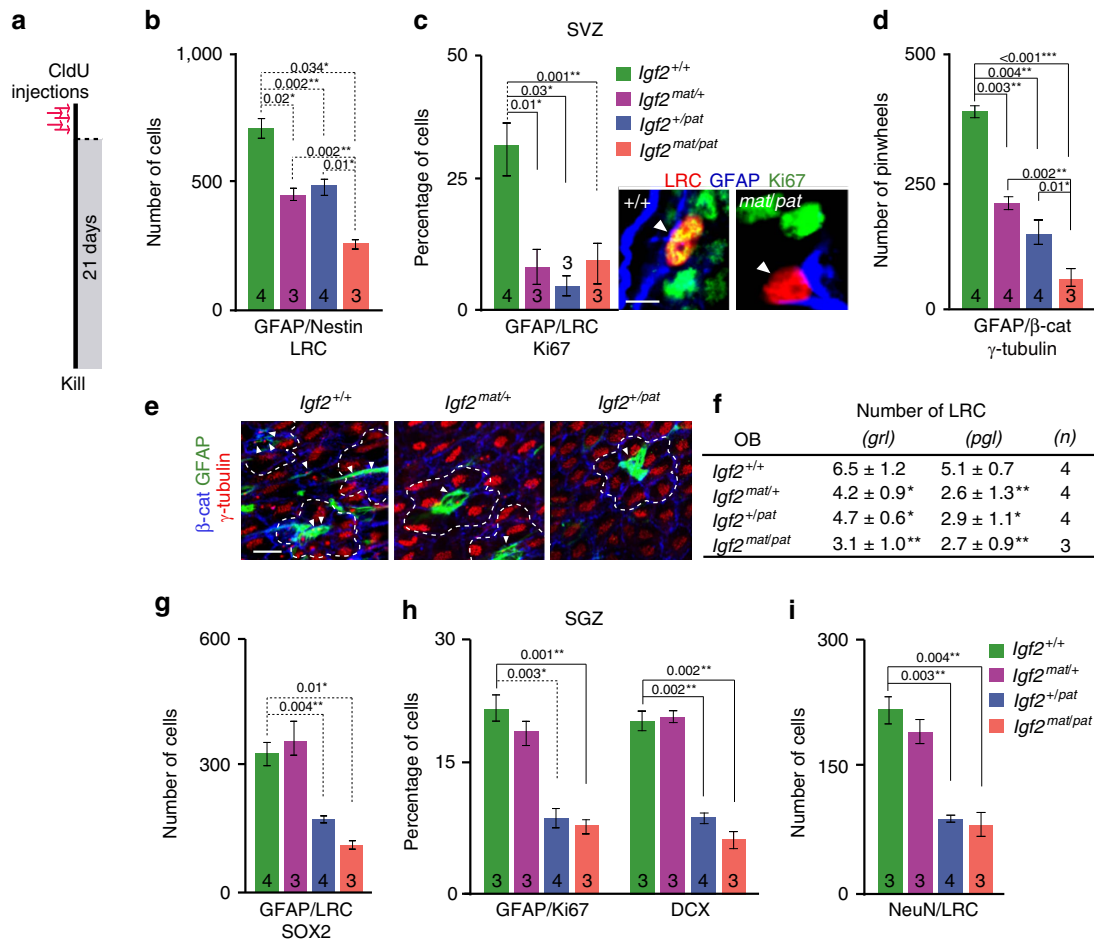 a
CldU
injections
21 days
Kill
b
Number of cells
1,000
500
0
0.034*
0.002**
0.02*
0.002**
0.01*
4 3 4 3
GFAP/Nestin
LRC
c
SVZ
Percentage of cells
50
25
0
0.001**
0.03*
0.01*
4 3 3 3
GFAP/LRC
Ki67
Igf2+/+
Igf2mat/+
Igf2+/pat
Igf2mat/pat
LRC GFAP Ki67
+/+
mat/pat
d
Number of pinwheels
500
250
0
<0.001***
0.004**
0.003**
0.002**
0.01*
4 4 4 3
GFAP/β-cat
γ-tubulin
e
Igf2+/+ Igf2mat/+ Igf2+/pat
β-cat GFAP
γ-tubulin
f
Number of LRC
OB (grl) (pgl) (n)
Igf2+/+ 6.5 ± 1.2 5.1 ± 0.7 4
Igf2mat/+ 4.2 ± 0.9* 2.6 ± 1.3** 4
Igf2+/pat 4.7 ± 0.6* 2.9 ± 1.1* 4
Igf2mat/pat 3.1 ± 1.0** 2.7 ± 0.9** 3
g
Number of cells
600
300
0
0.01*
0.004**
4 3 4 3
GFAP/LRC
SOX2
h
SGZ
Percentage of cells
30
15
0
0.001**
0.003*
0.002**
0.002**
3 3 4 3 3 3 4 3
GFAP/Ki67 DCX
i
Number of cells
300
150
0
0.004**
0.003**
3 3 4 3
NeuN/LRC
Igf2+/+
Igf2mat/+
Igf2+/pat
Igf2mat/pat